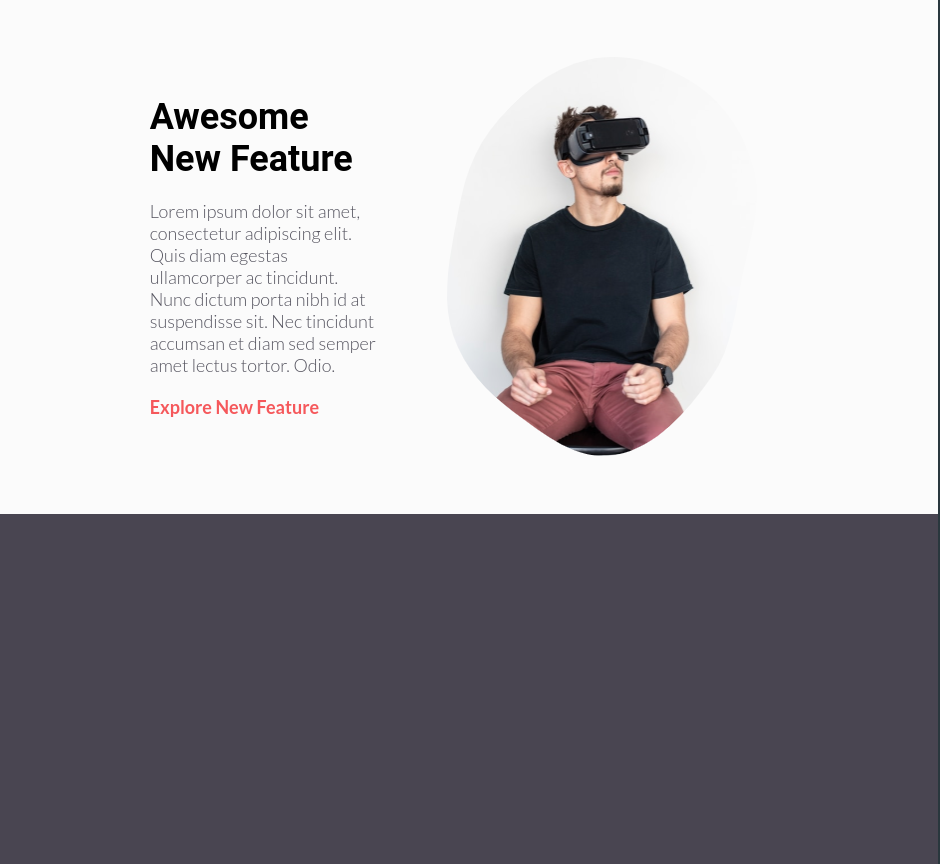 Awesome
New Feature
Lorem ipsum dolor sit amet,
consectetur adipiscing elit.
Quis diam egestas
ullamcorper ac tincidunt.
Nunc dictum porta nibh id at
suspendisse sit. Nec tincidunt
accumsan et diam sed semper
amet lectus tortor. Odio.
Explore New Feature